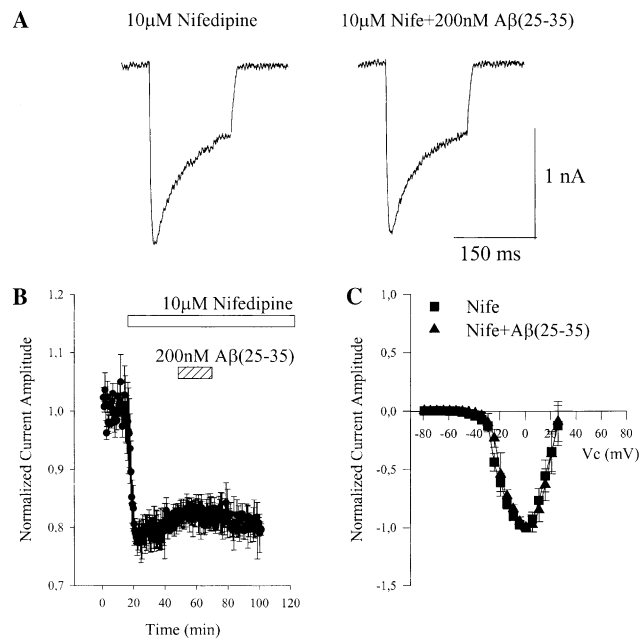 A
10µM Nifedipine
10µM Nife+200nM Aβ(25-35)
1 nA
150 ms
B
10µM Nifedipine
200nM Aβ(25-35)
Normalized Current Amplitude
1,2
1,1
1,0
0,9
0,8
0,7
0 20 40 60 80 100 120
Time (min)
C
Nife
Nife+Aβ(25-35)
Normalized Current Amplitude
1,0
0,5
0,0
-0,5
-1,0
-1,5
-80 -60 -40 -20 0 20 40 60 80
Vc (mV)